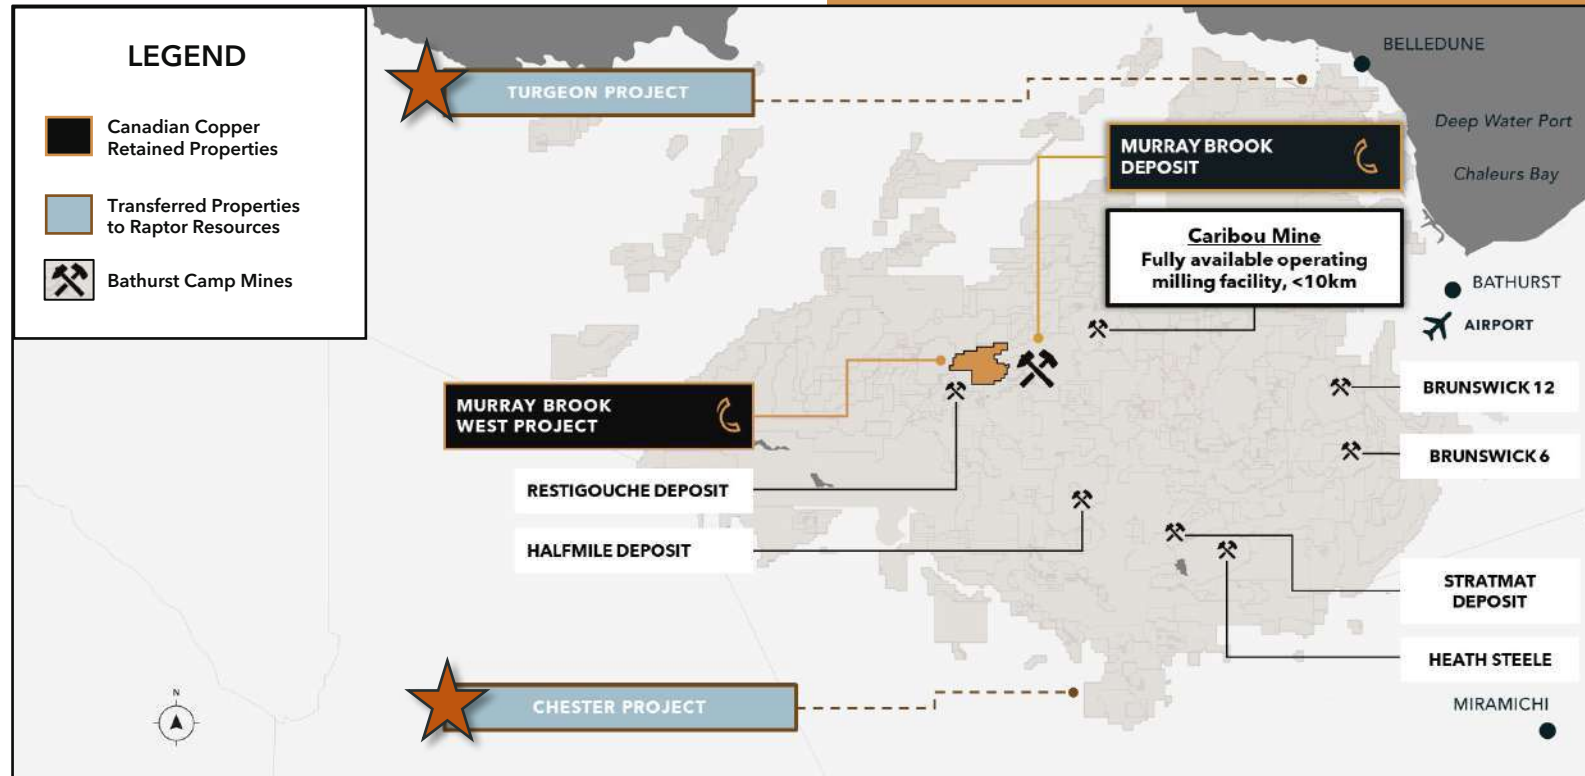 LEGEND
Canadian Copper
Retained Properties
Transferred Properties
to Raptor Resources
Bathurst Camp Mines
TURGEON PROJECT
BELLEDUNE
Deep Water Port
Chaleurs Bay
MURRAY BROOK
DEPOSIT
Caribou Mine
Fully available operating
milling facility, <10km
BATHURST
AIRPORT
MURRAY BROOK
WEST PROJECT
BRUNSWICK 12
BRUNSWICK 6
RESTIGOUCHE DEPOSIT
HALFMILE DEPOSIT
STRATMAT
DEPOSIT
HEATH STEELE
CHESTER PROJECT
MIRAMICHI
N